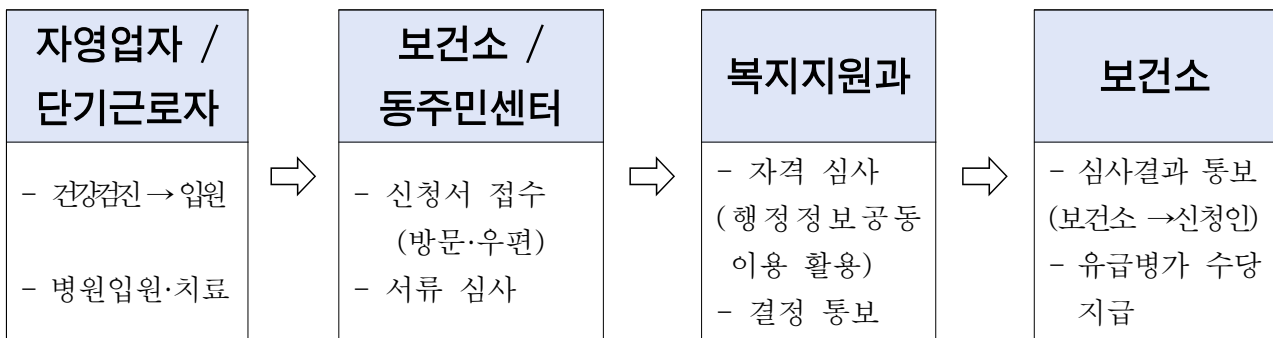 자영업자 /
단기근로자
- 건강검진 → 입원
- 병원입원·치료
보건소 /
동주민센터
- 신청서 접수
(방문·우편)
- 서류 심사
복지지원과
- 자격 심사
(행정정보공동
이용 활용)
- 결정 통보
보건소
- 심사결과 통보
(보건소 →신청인)
- 유급병가 수당
지급